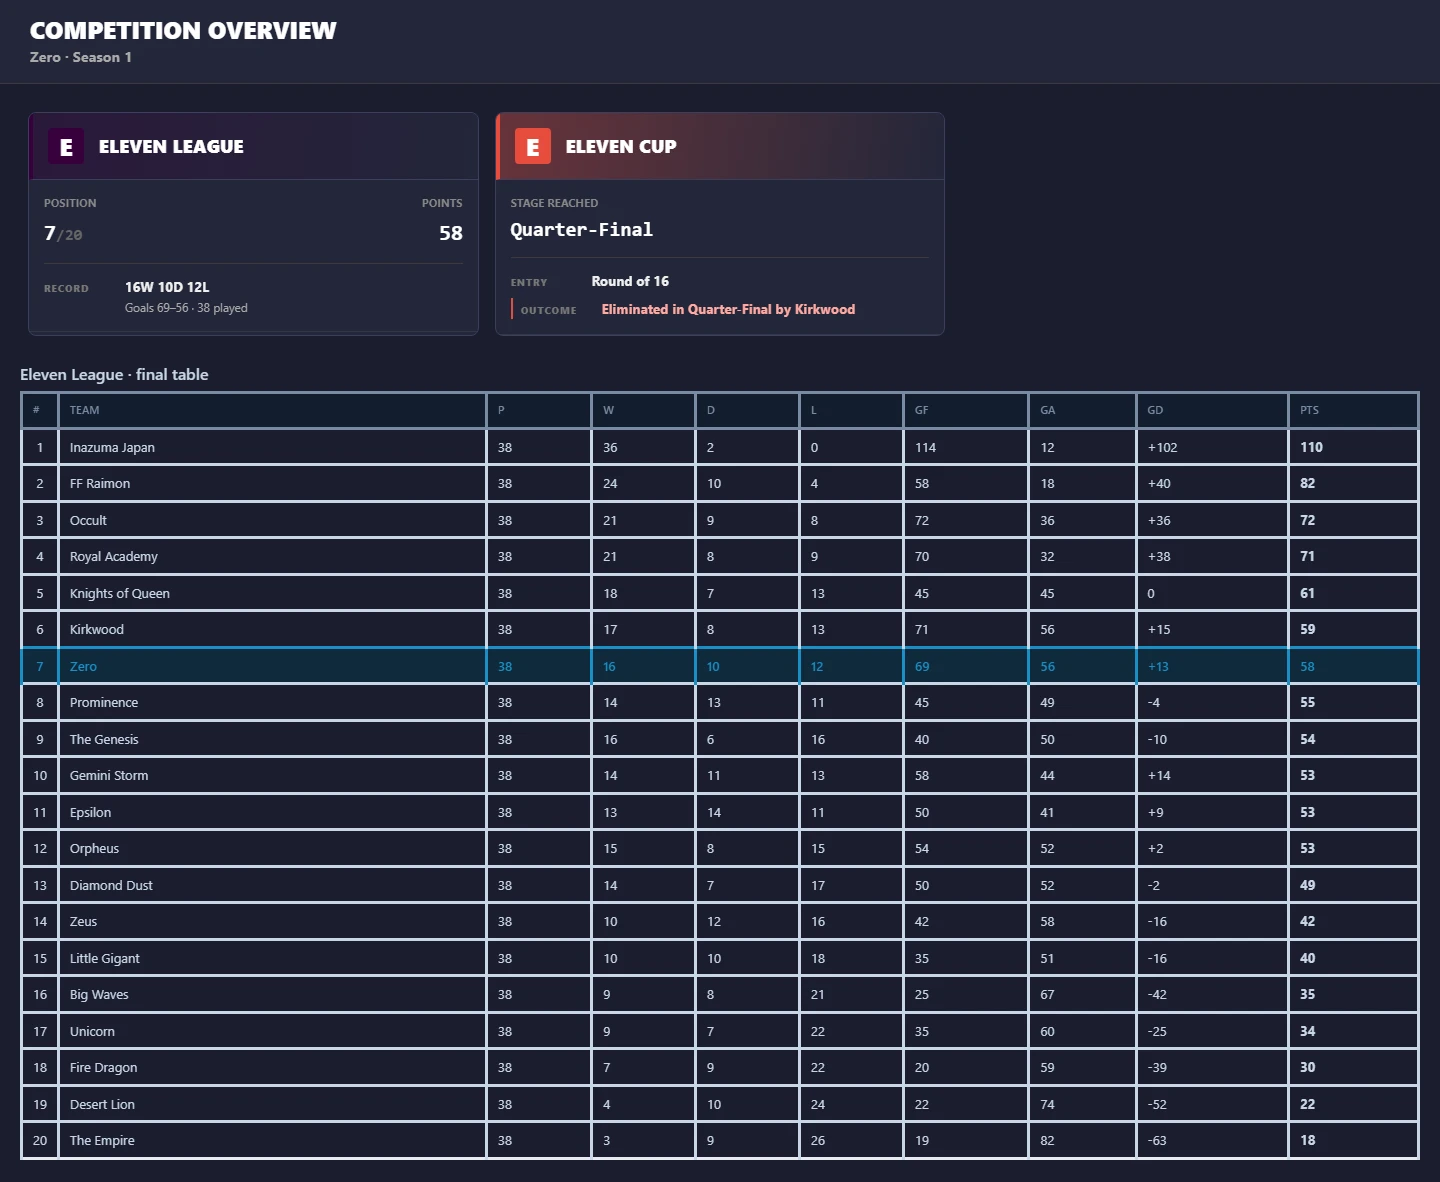 COMPETITION OVERVIEW
Zero · Season 1
E ELEVEN LEAGUE
POSITION POINTS
7/20 58
RECORD 16W 10D 12L
Goals 69–56 · 38 played
E ELEVEN CUP
STAGE REACHED
Quarter-Final
ENTRY Round of 16
OUTCOME Eliminated in Quarter-Final by Kirkwood
Eleven League · final table
# TEAM P W D L GF GA GD PTS
1 Inazuma Japan 38 36 2 0 114 12 +102 110
2 FF Raimon 38 24 10 4 58 18 +40 82
3 Occult 38 21 9 8 72 36 +36 72
4 Royal Academy 38 21 8 9 70 32 +38 71
5 Knights of Queen 38 18 7 13 45 45 0 61
6 Kirkwood 38 17 8 13 71 56 +15 59
7 Zero 38 16 10 12 69 56 +13 58
8 Prominence 38 14 13 11 45 49 -4 55
9 The Genesis 38 16 6 16 40 50 -10 54
10 Gemini Storm 38 14 11 13 58 44 +14 53
11 Epsilon 38 13 14 11 50 41 +9 53
12 Orpheus 38 15 8 15 54 52 +2 53
13 Diamond Dust 38 14 7 17 50 52 -2 49
14 Zeus 38 10 12 16 42 58 -16 42
15 Little Gigant 38 10 10 18 35 51 -16 40
16 Big Waves 38 9 8 21 25 67 -42 35
17 Unicorn 38 9 7 22 35 60 -25 34
18 Fire Dragon 38 7 9 22 20 59 -39 30
19 Desert Lion 38 4 10 24 22 74 -52 22
20 The Empire 38 3 9 26 19 82 -63 18